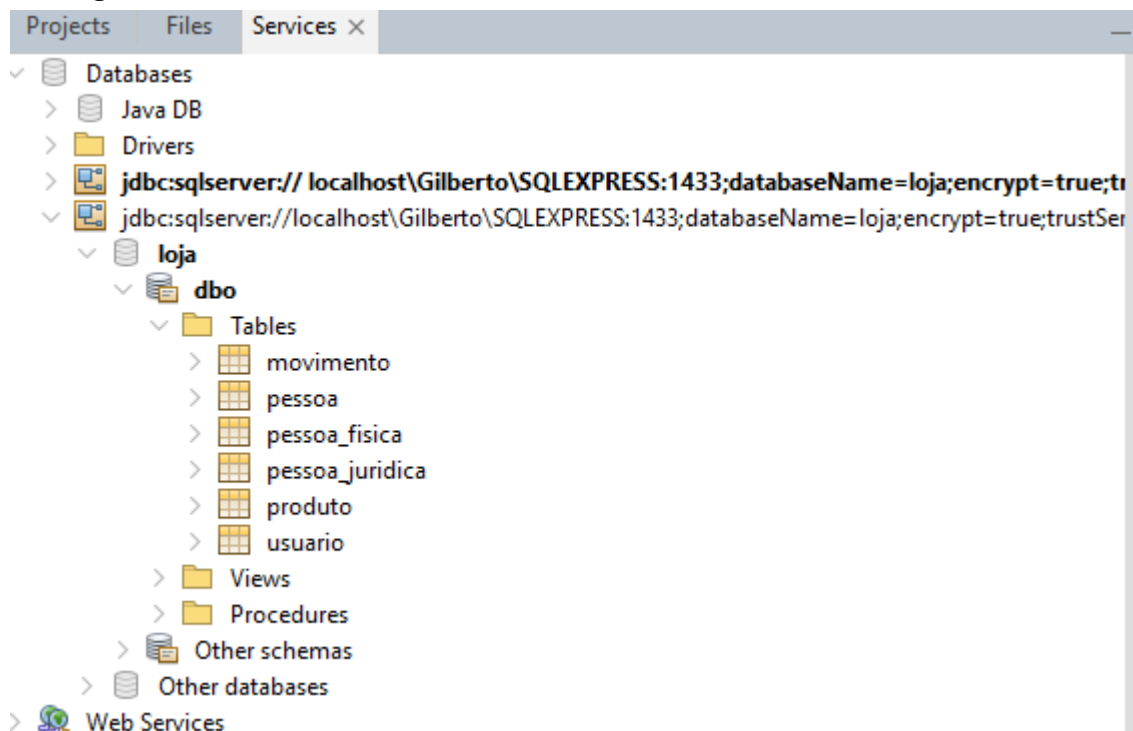 Projects Files Services ×
Databases
Java DB
Drivers
jdbc:sqlserver:// localhost\Gilberto\SQLEXPRESS:1433;databaseName=loja;encrypt=true;tr
jdbc:sqlserver://localhost\Gilberto\SQLEXPRESS:1433;databaseName=loja;encrypt=true;trustSer
loja
dbo
Tables
movimento
pessoa
pessoa_fisica
pessoa_juridica
produto
usuario
Views
Procedures
Other schemas
Other databases
Web Services